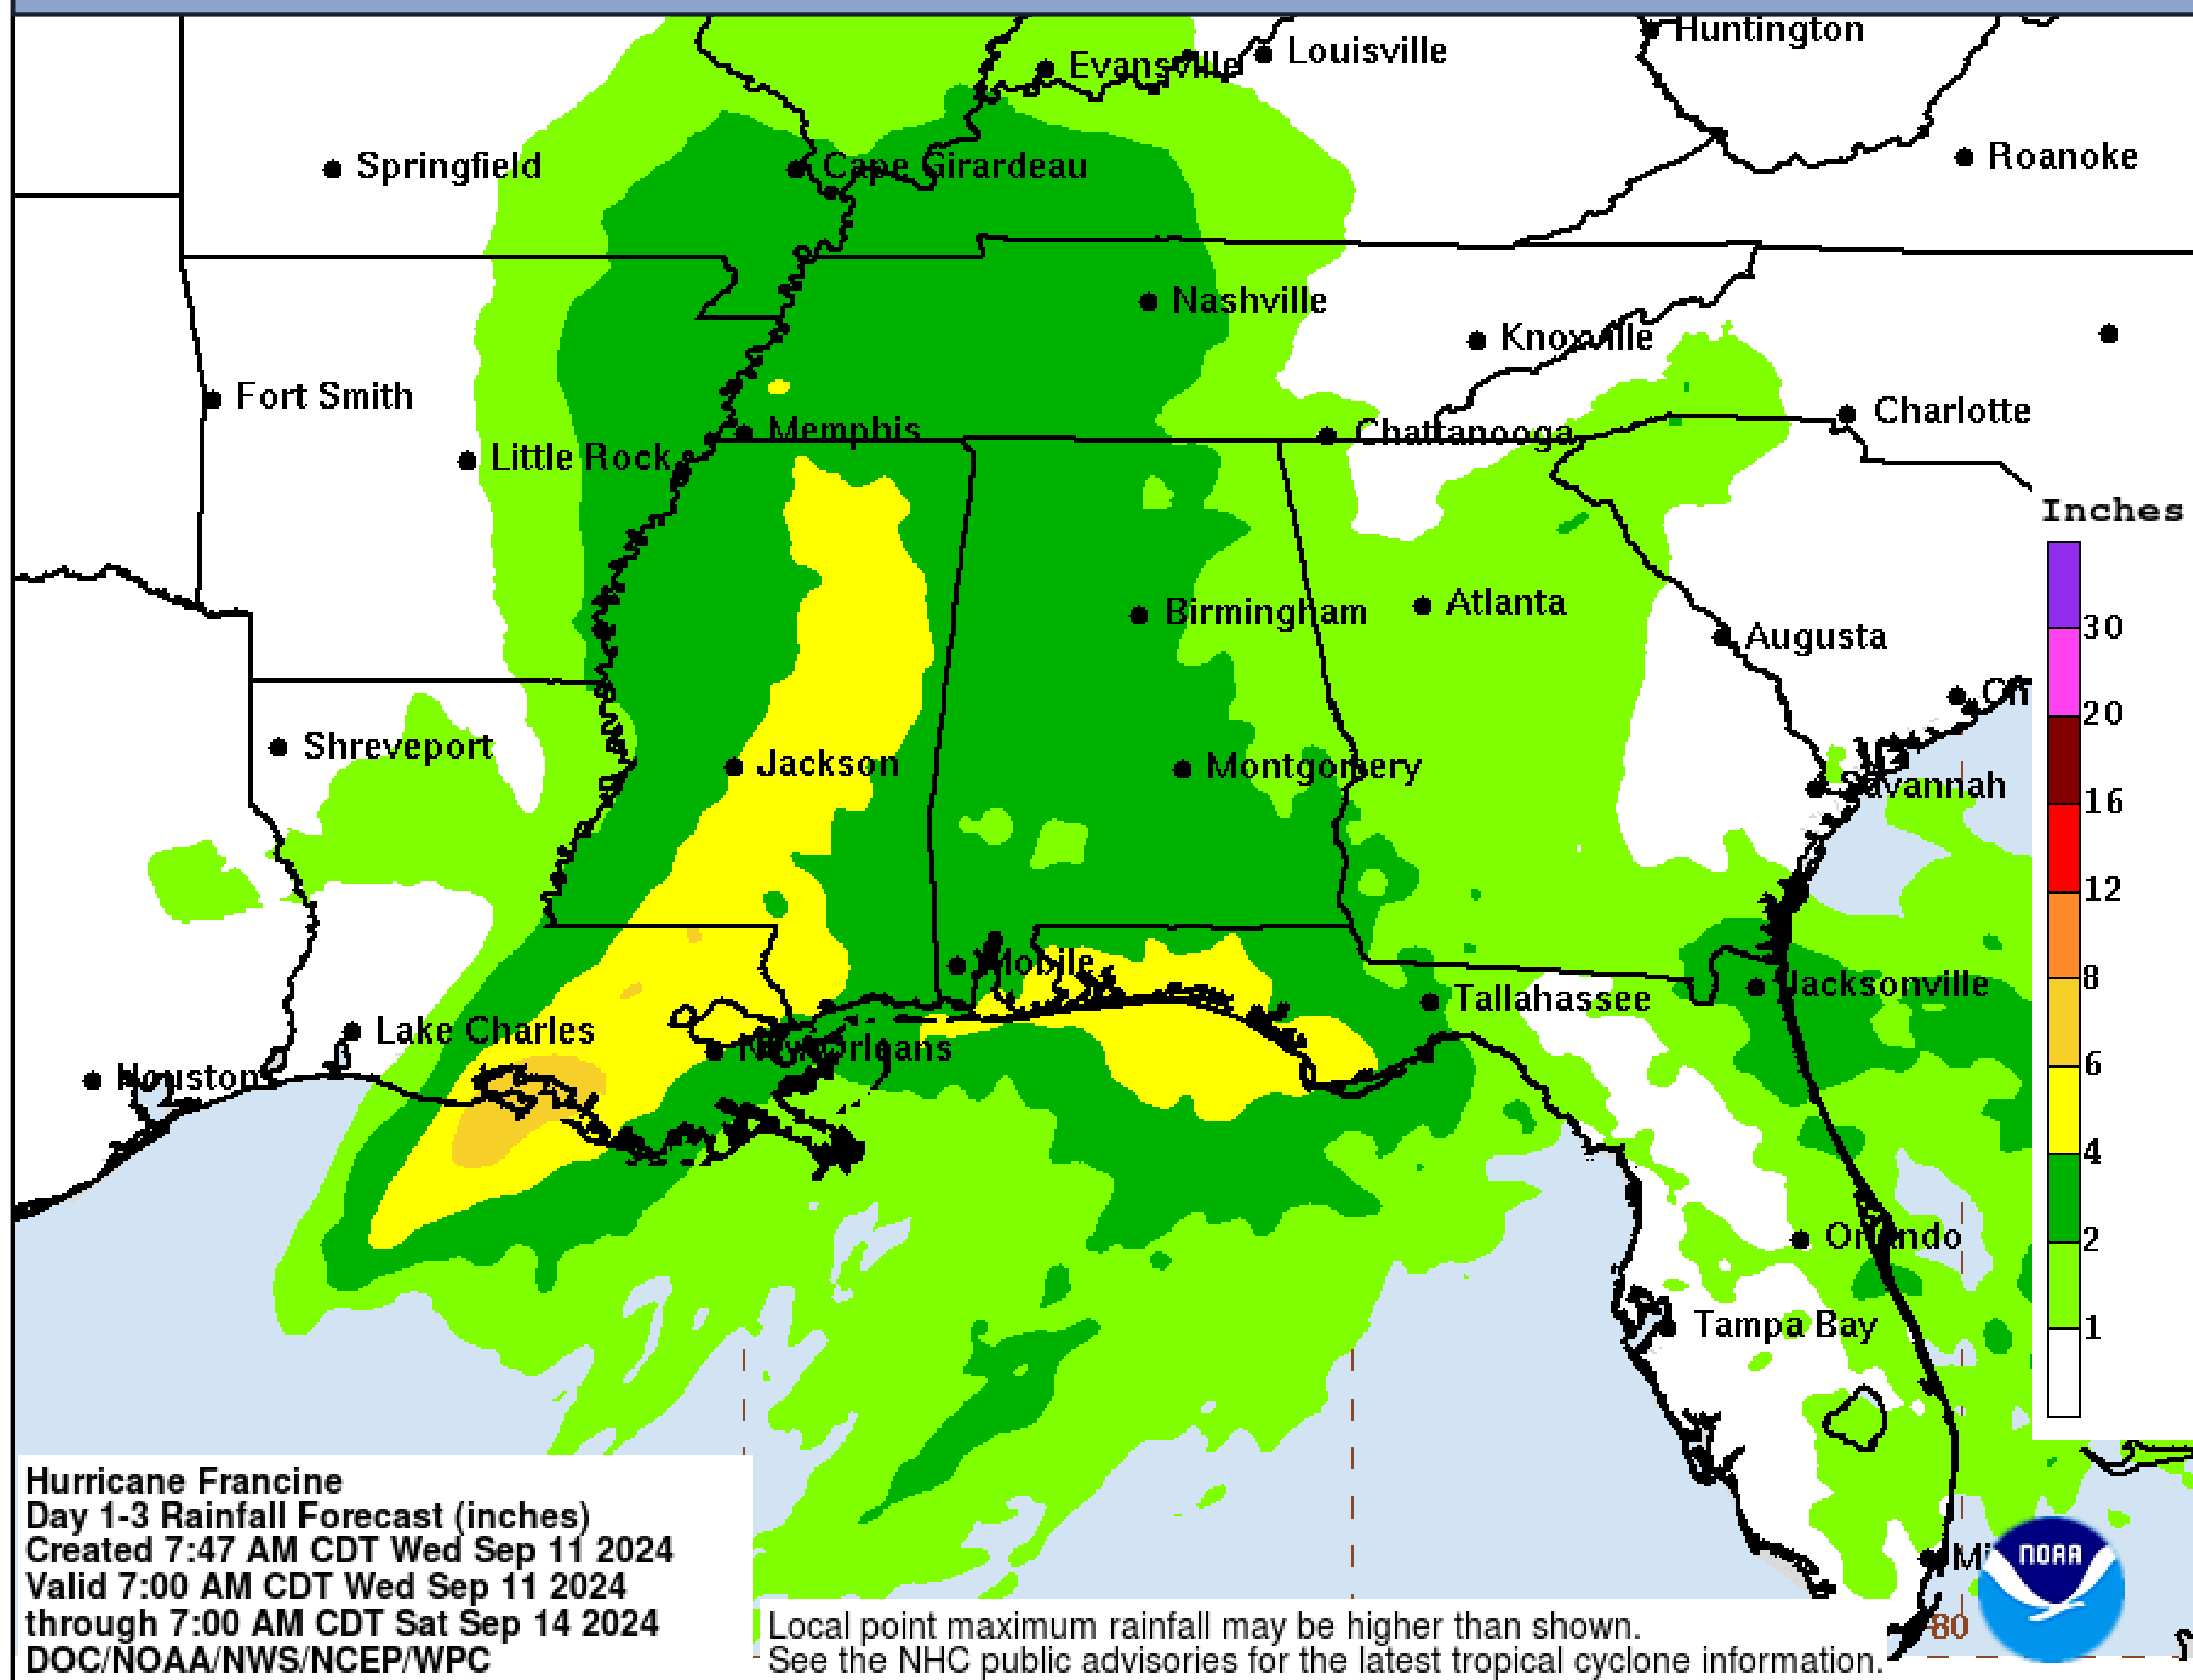 Huntington
Louisville
Evansville
Roanoke
Springfield
Cape Girardeau
Nashville
Knoxville
Fort Smith
Charlotte
Memphis
Chattanooga
Little Rock
Inches
Atlanta
Birmingham
30
Augusta
20
Shreveport
Jackson
Montgomery
Savannah
16
12
Mobile
8
Jacksonville
Tallahassee
Lake Charles
New Orleans
6
Houston
4
Orlando
2
Tampa Bay
1
Hurricane Francine
Day 1-3 Rainfall Forecast (inches)
Created 7:47 AM CDT Wed Sep 11 2024
Valid 7:00 AM CDT Wed Sep 11 2024
through 7:00 AM CDT Sat Sep 14 2024
DOC/NOAA/NWS/NCEP/WPC
Mi
NOAA
80
Local point maximum rainfall may be higher than shown.
See the NHC public advisories for the latest tropical cyclone information.